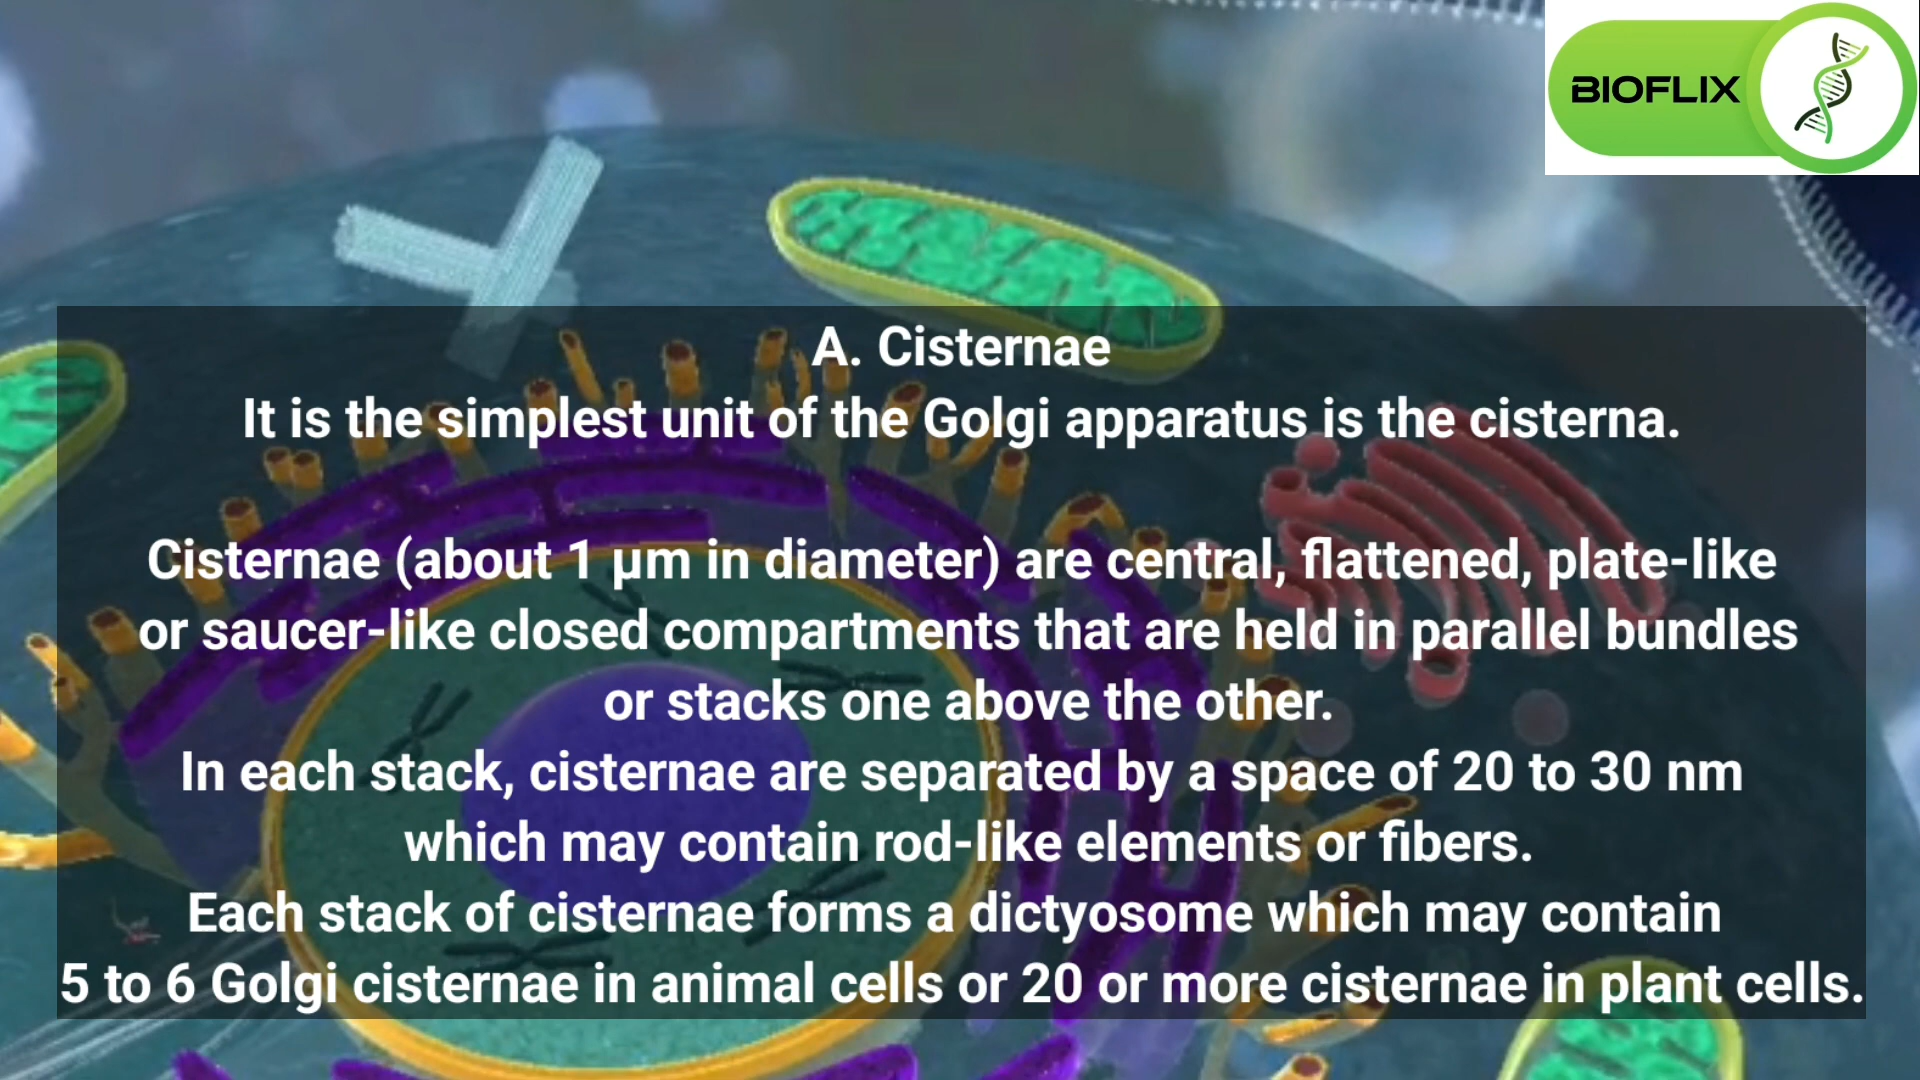 BIOFLIX
A. Cisternae
It is the simplest unit of the Golgi apparatus is the cisterna.
Cisternae (about 1 µm in diameter) are central, flattened, plate-like
or saucer-like closed compartments that are held in parallel bundles
or stacks one above the other.
In each stack, cisternae are separated by a space of 20 to 30 nm
which may contain rod-like elements or fibers.
Each stack of cisternae forms a dictyosome which may contain
5 to 6 Golgi cisternae in animal cells or 20 or more cisternae in plant cells.